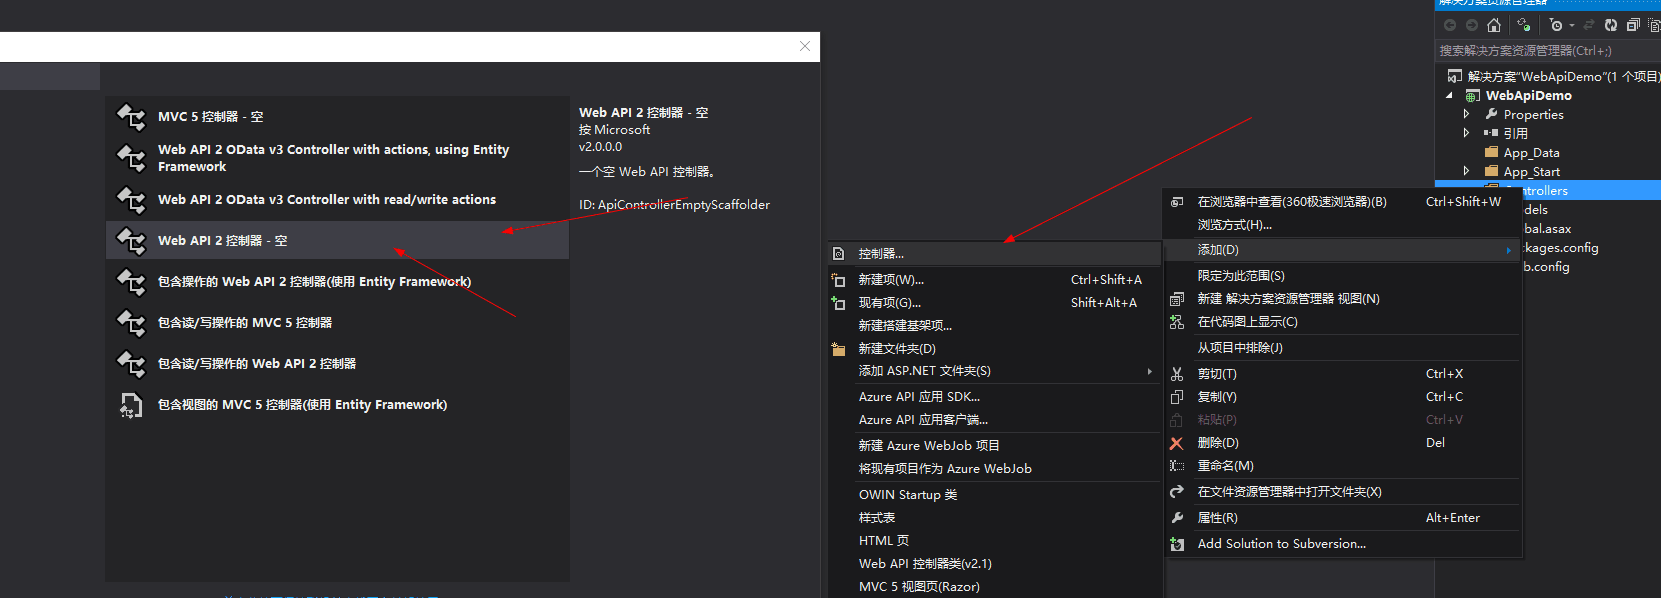 MVC 5 控制器 - 空
Web API 2 OData v3 Controller with actions, using Entity
Framework
Web API 2 OData v3 Controller with read/write actions
Web API 2 控制器 - 空
包含操作的 Web API 2 控制器(使用 Entity Framework)
包含读/写操作的 MVC 5 控制器
包含读/写操作的 Web API 2 控制器
包含视图的 MVC 5 控制器(使用 Entity Framework)
Web API 2 控制器 - 空
按 Microsoft
v2.0.0.0
一个空 Web API 控制器。
ID: ApiControllerEmptyScaffolder
控制器...
新建项(W)... Ctrl+Shift+A
现有项(G)... Shift+Alt+A
新建搭建基架项...
新建文件夹(D)
添加 ASP.NET 文件夹(S)
Azure API 应用 SDK...
Azure API 应用客户端...
新建 Azure WebJob 项目
将现有项目作为 Azure WebJob
OWIN Startup 类
样式表
HTML 页
Web API 控制器类(v2.1)
MVC 5 视图页(Razor)
在浏览器中查看(360极速浏览器)(B) Ctrl+Shift+W
浏览方式(H)...
添加(D)
限定为此范围(S)
新建 解决方案资源管理器 视图(N)
在代码图上显示(C)
从项目中排除(J)
剪切(T) Ctrl+X
复制(Y) Ctrl+C
粘贴(P) Ctrl+V
删除(D) Del
重命名(M)
在文件资源管理器中打开文件夹(X)
属性(R) Alt+Enter
Add Solution to Subversion...
解决方案资源管理器
搜索解决方案资源管理器(Ctrl+;)
解决方案"WebApiDemo"(1 个项目)
WebApiDemo
Properties
引用
App_Data
App_Start
ntrollers
dels
bal.asax
ckages.config
b.config